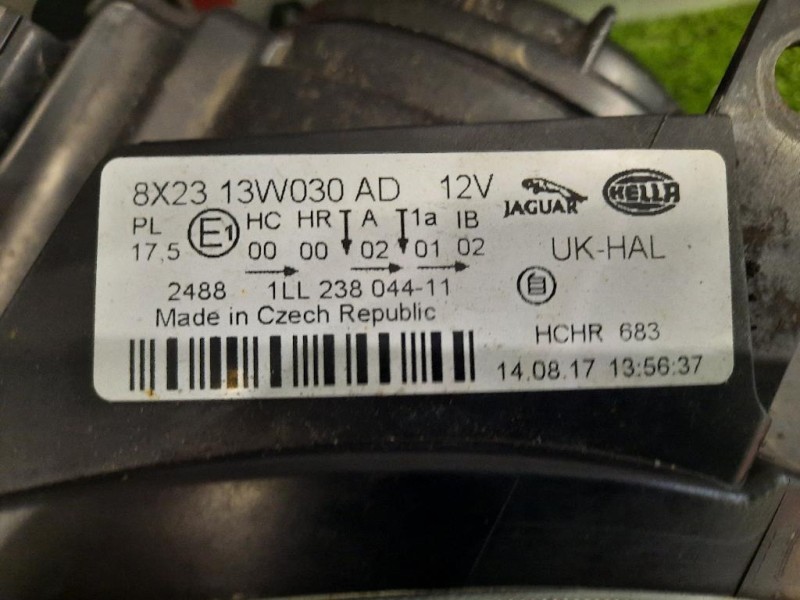 8X23 13W030 AD 12V JAGUAR HELLA
PL E1 HC HR A 1a IB UK-HAL
17,5 00 00 02 01 02
2488 1LL 238 044-11
Made in Czech Republic
HCHR 683
14.08.17 13:56:37